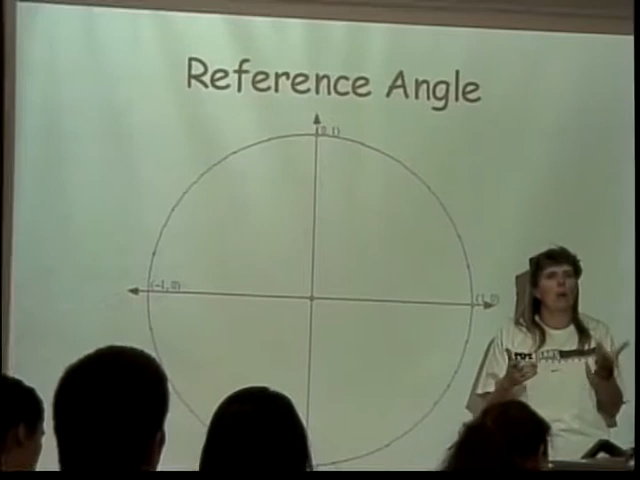 Reference Angle
(0, 1)
(-1, 0)
(1, 0)